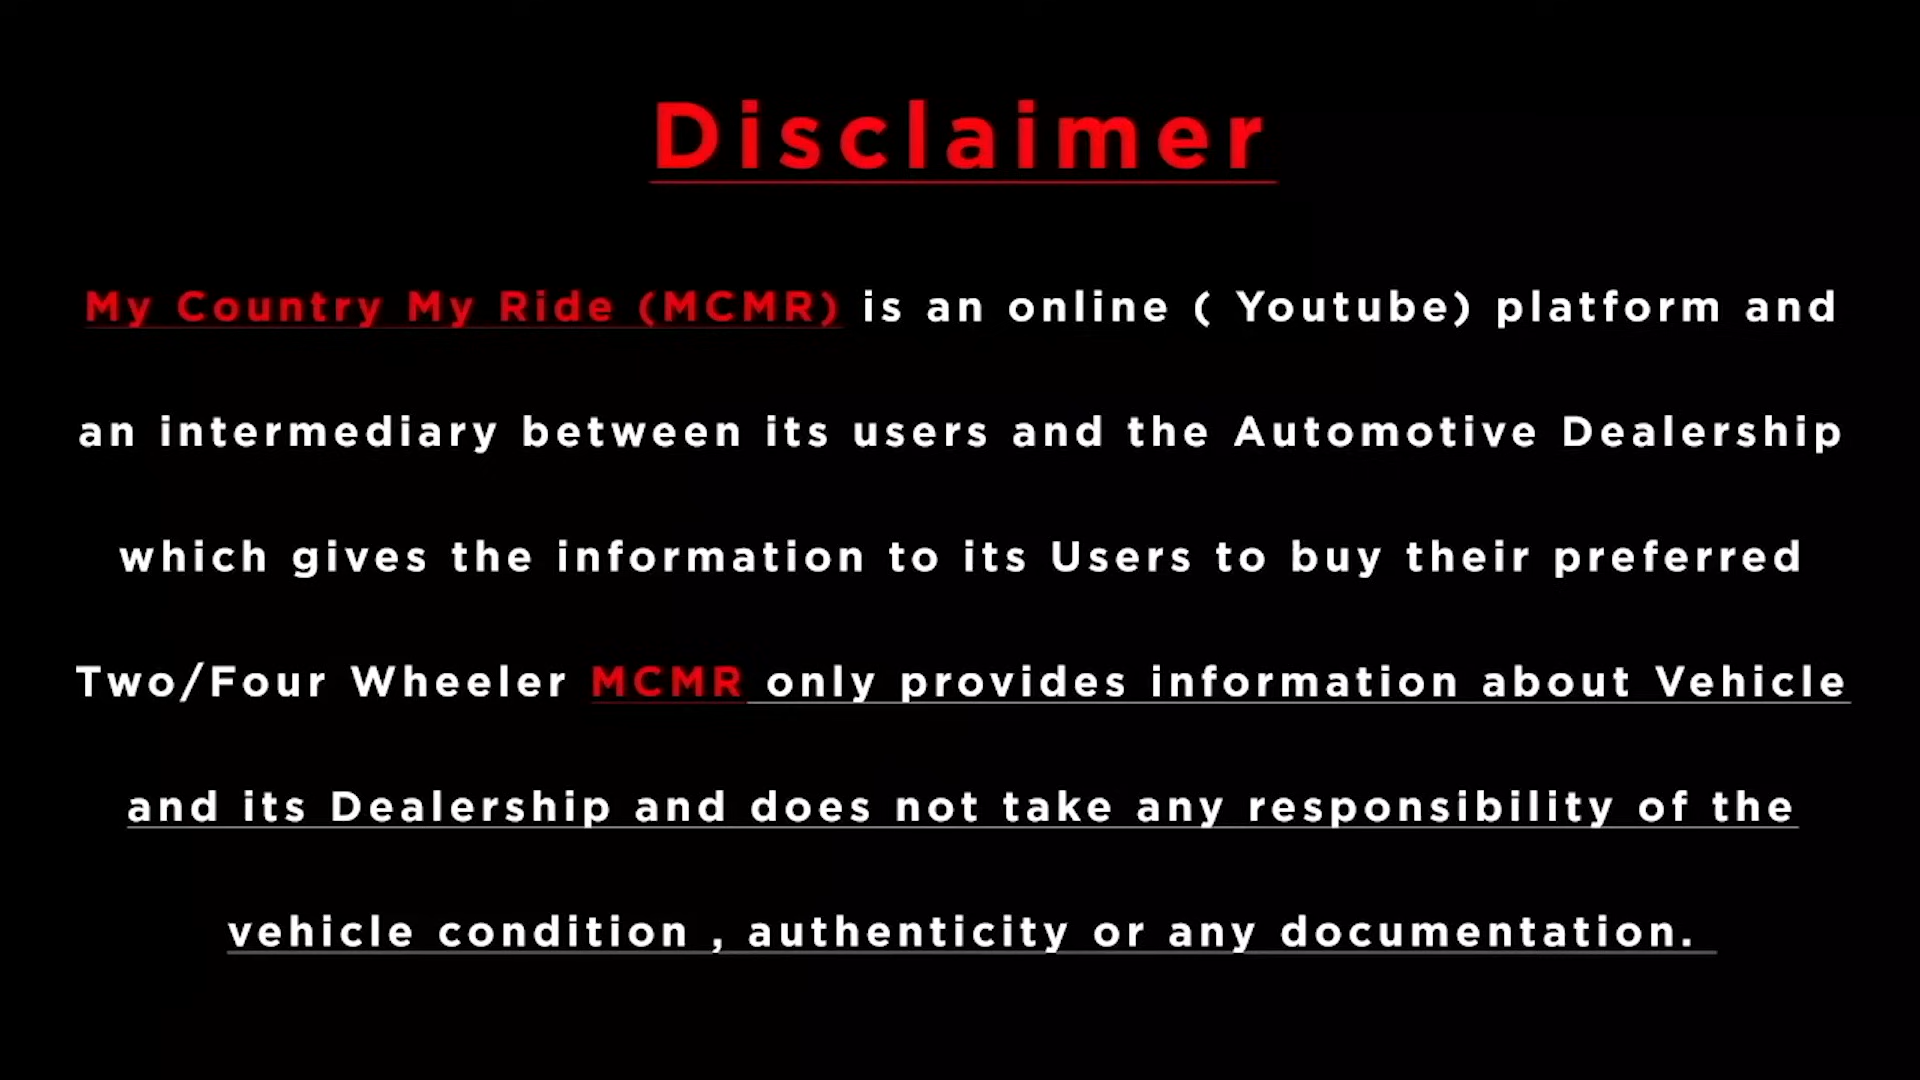 Disclaimer
My Country My Ride (MCMR) is an online ( Youtube) platform and
an intermediary between its users and the Automotive Dealership
which gives the information to its Users to buy their preferred
Two/Four Wheeler MCMR only provides information about Vehicle
and its Dealership and does not take any responsibility of the
vehicle condition , authenticity or any documentation.